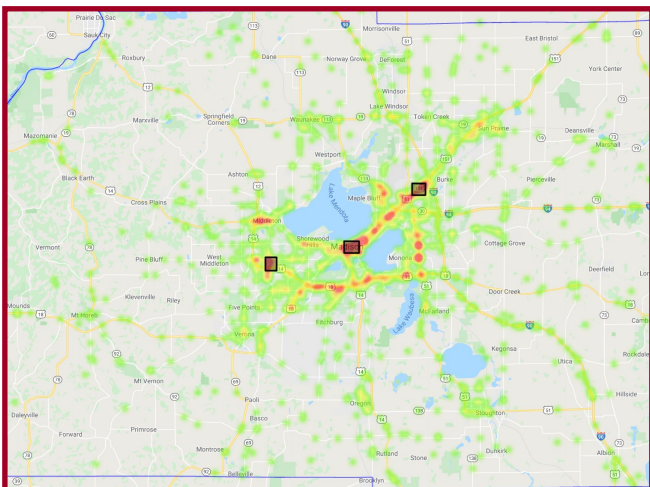 Prairie Du Sac
Sauk City
Morrisonville
East Bristol
Roxbury
Dane
Norway Grove
DeForest
York Center
Windsor
Lake Windsor
Marxville
Springfield
Corners
Waunakee
Token Creek
Sun Prairie
Deansville
Marshall
Mazomanie
Westport
Black Earth
Ashton
Burke
Pierceville
Cross Plains
Lake Mendota
Maple Bluff
Middleton
Shorewood
Hills
Cottage Grove
Vermont
Pine Bluff
West
Middleton
Monona
Deerfield
Klevenville
Riley
Door Creek
Mounds
Mt Horeb
Five Points
Fitchburg
Lake Waubesa
McFarland
Verona
Kegonsa
Rockdale
Utica
Mt Vernon
Paoli
Oregon
Hillside
Daleyville
Basco
Stoughton
Primrose
Forward
Montrose
Rutland
Stone
Dunkirk
Albion
Belleville
Brooklyn